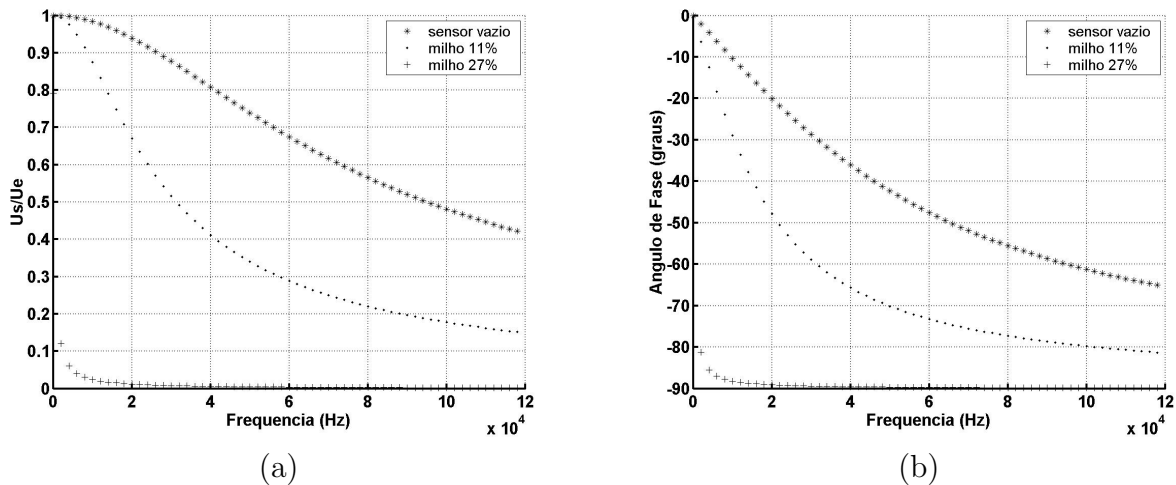 1
0.9
0.8
0.7
0.6
0.5
0.4
0.3
0.2
0.1
0
Us/Ue
sensor vazio
milho 11%
milho 27%
0 2 4 6 8 10 12
Frequencia (Hz)
x 10^4
(a)
0
-10
-20
-30
-40
-50
-60
-70
-80
-90
Angulo de Fase (graus)
sensor vazio
milho 11%
milho 27%
0 2 4 6 8 10 12
Frequencia (Hz)
x 10^4
(b)